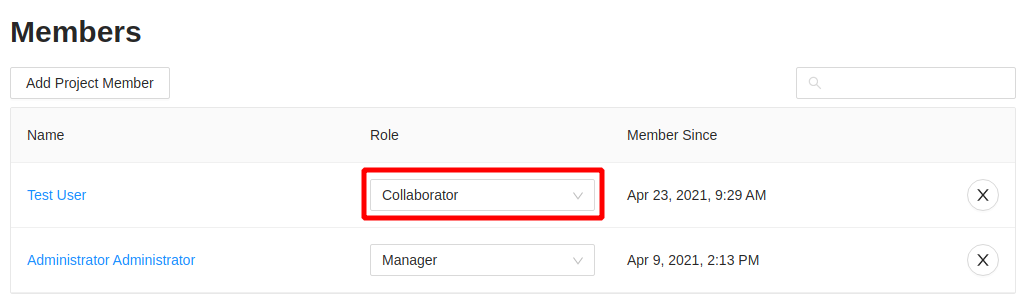 Members
Add Project Member
Name Role Member Since
Test User Collaborator Apr 23, 2021, 9:29 AM X
Administrator Administrator Manager Apr 9, 2021, 2:13 PM X